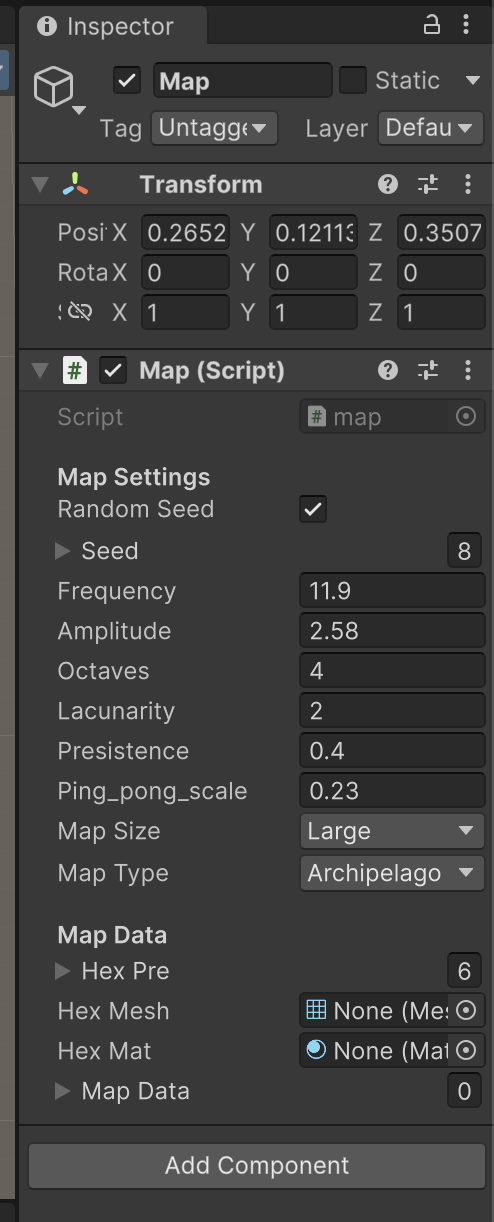 Inspector
Map
Static
Tag Untagge Layer Defau
Transform
Posi X 0.2652 Y 0.12113 Z 0.3507
Rota X 0 Y 0 Z 0
X 1 Y 1 Z 1
# Map (Script)
Script # map
Map Settings
Random Seed
Seed 8
Frequency 11.9
Amplitude 2.58
Octaves 4
Lacunarity 2
Presistence 0.4
Ping_pong_scale 0.23
Map Size Large
Map Type Archipelago
Map Data
Hex Pre 6
Hex Mesh None (Mes
Hex Mat None (Mat
Map Data 0
Add Component